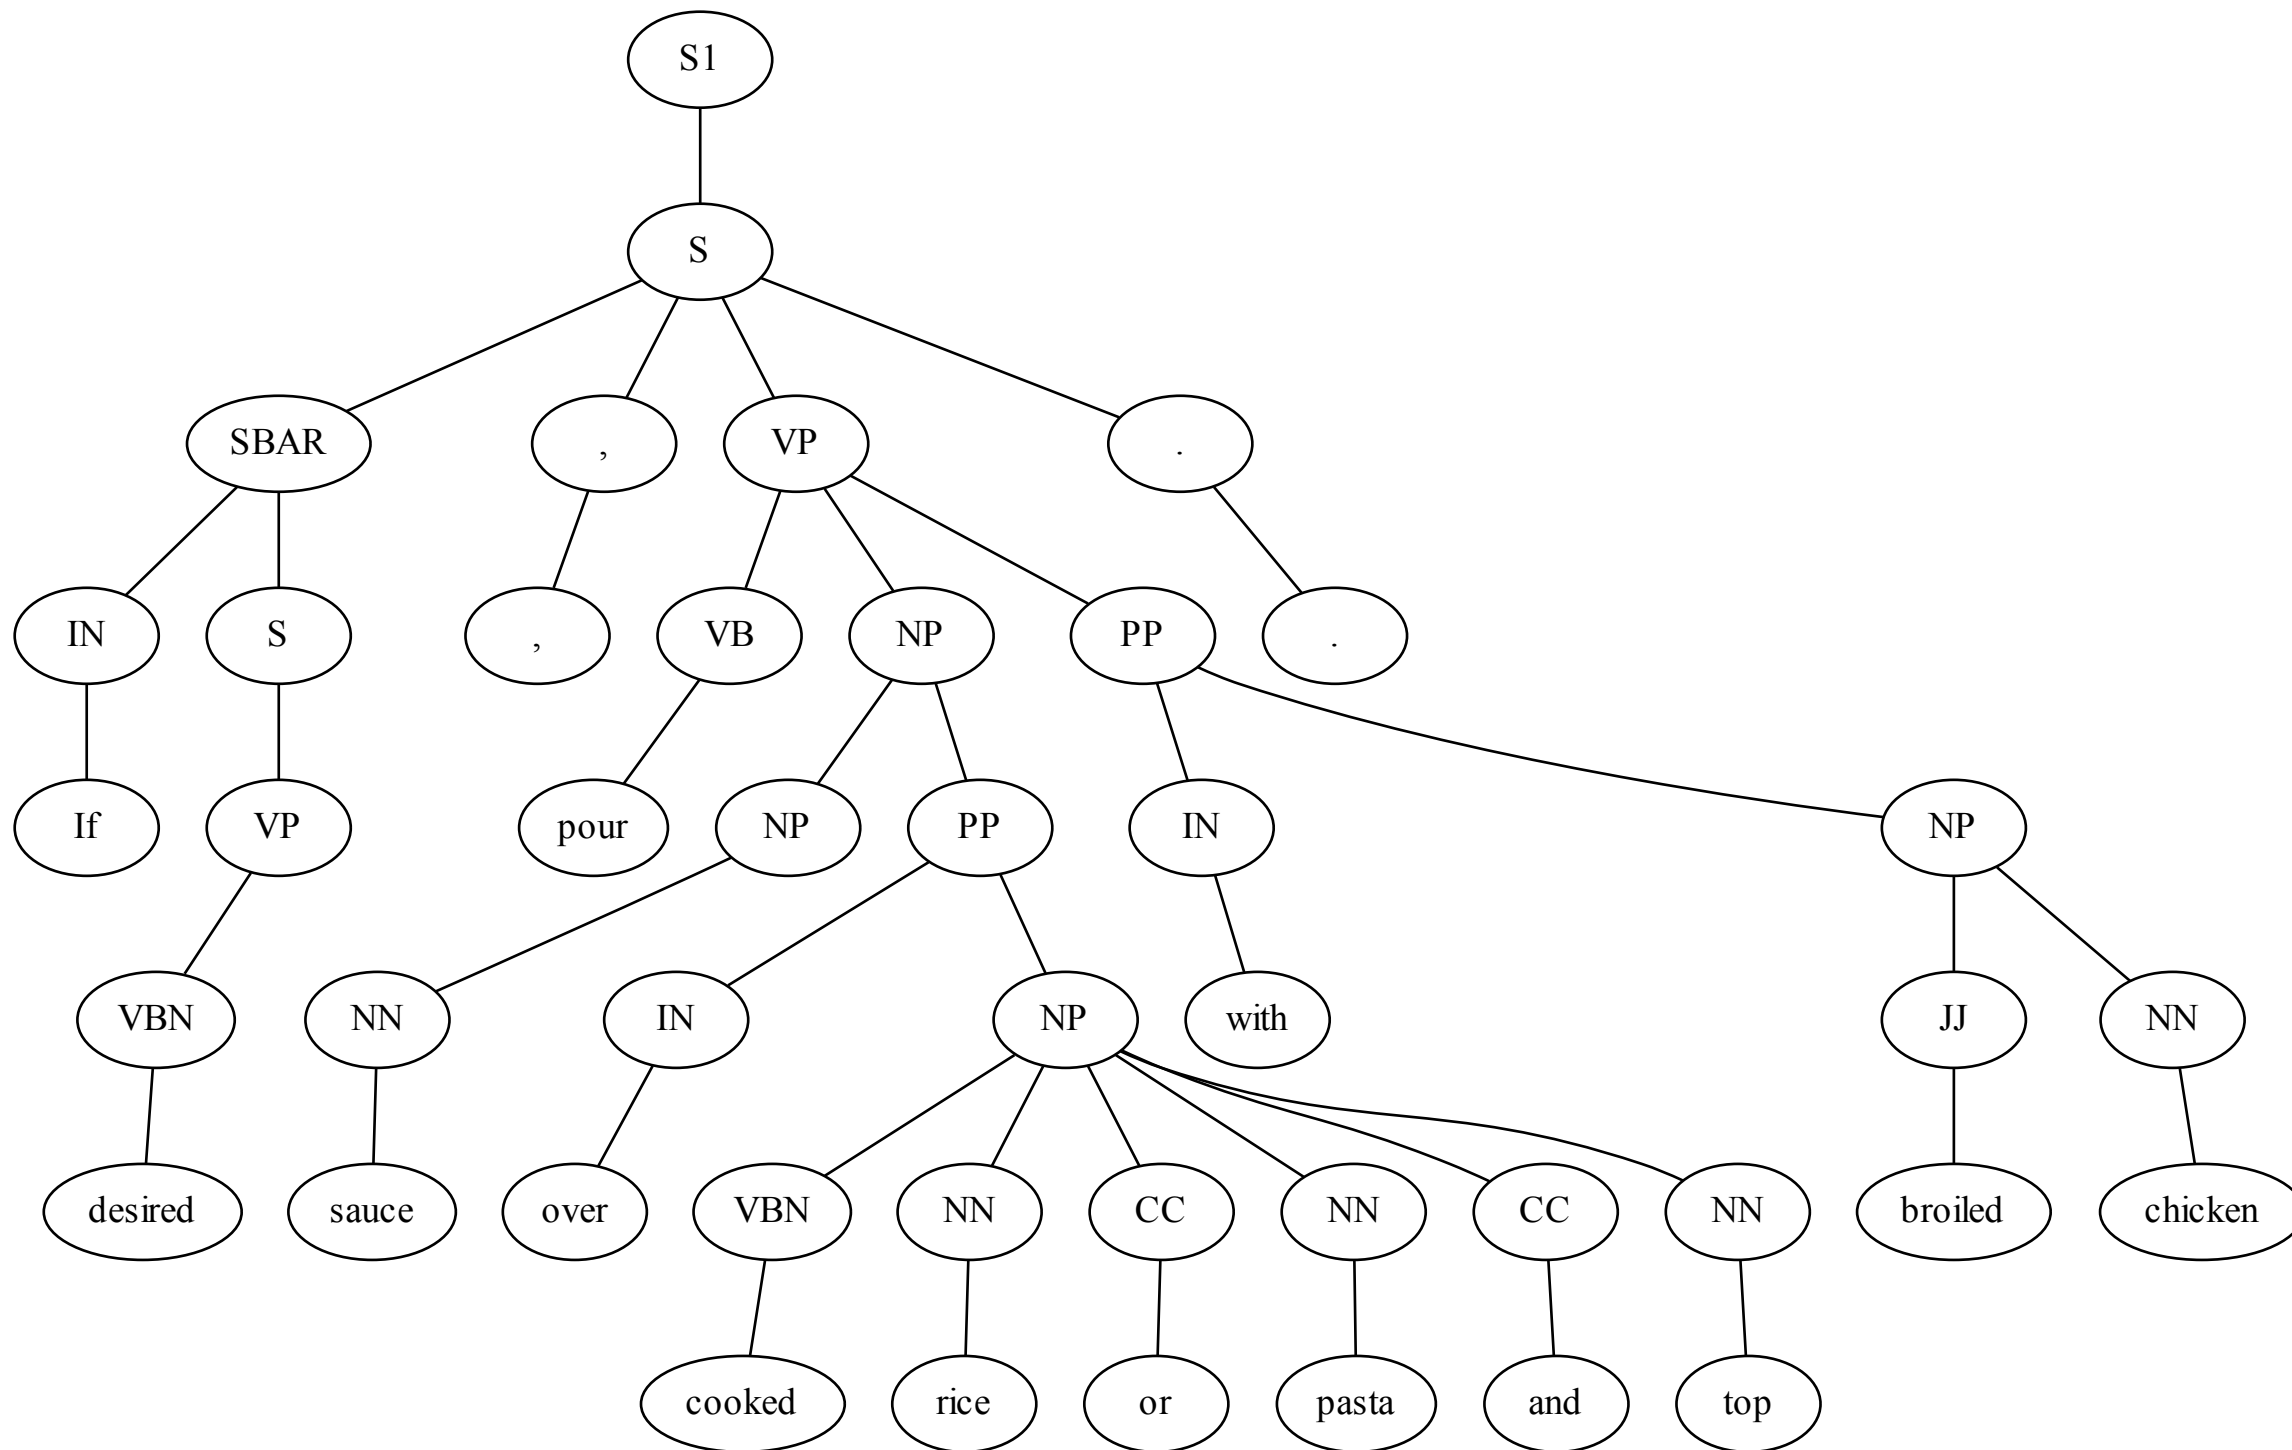 S1
S
SBAR , VP .
IN S , VB NP PP .
If VP pour NP PP IN NP
VBN NN IN NP with JJ NN
desired sauce over VBN NN CC NN CC NN broiled chicken
cooked rice or pasta and top